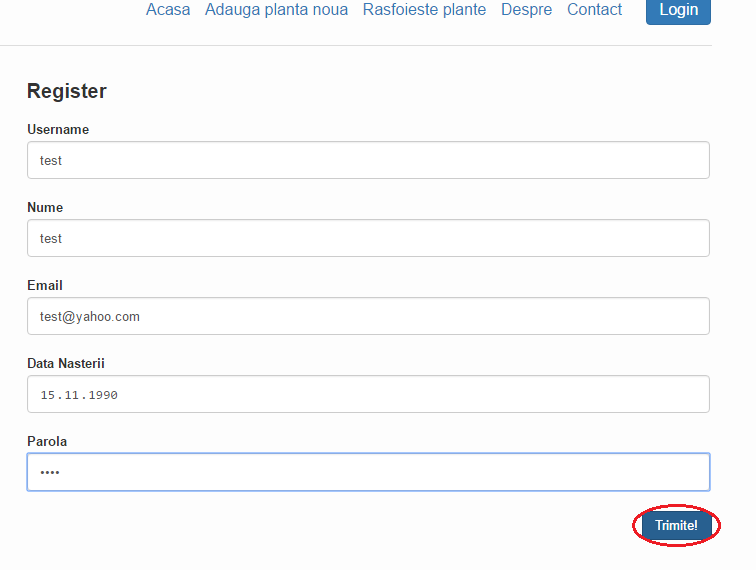 Acasa Adauga planta noua Rasfoieste plante Despre Contact Login
Register
Username
test
Nume
test
Email
test@yahoo.com
Data Nasterii
15.11.1990
Parola
••••
Trimite!